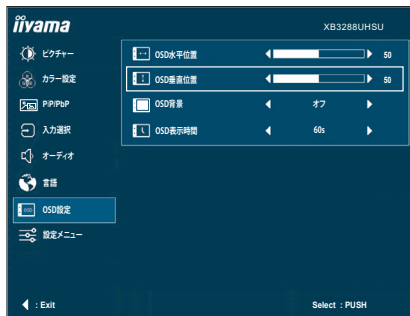 iiyama
XB3288UHSU
ピクチャー
カラー設定
PiP/PbP
入力選択
オーディオ
言語
OSD
OSD設定
設定メニュー
OSD水平位置 50
OSD垂直位置 50
OSD背景 オフ
OSD表示時間 60s
: Exit
Select : PUSH